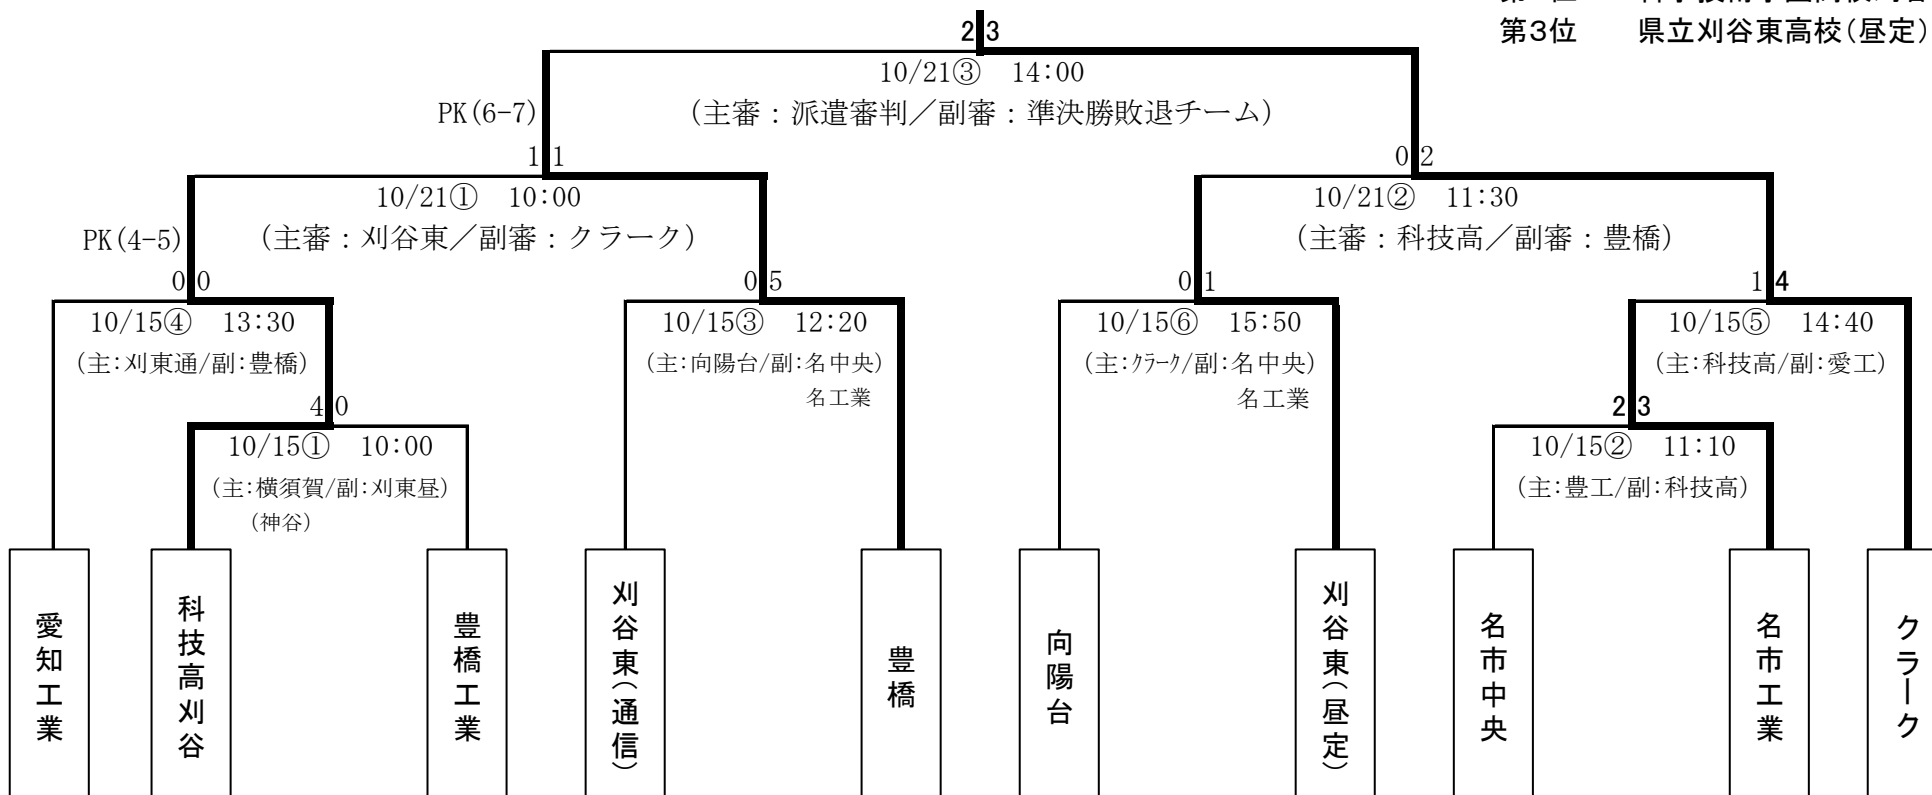 第3位 県立刈谷東高校(昼定)
2 3
10/21③ 14:00
PK(6-7)
(主審:派遣審判/副審:準決勝敗退チーム)
1 1
0 2
10/21① 10:00
10/21② 11:30
PK(4-5)
(主審:刈谷東/副審:クラーク)
(主審:科技高/副審:豊橋)
0 0
0 5
0 1
1 4
10/15④ 13:30
10/15③ 12:20
10/15⑥ 15:50
10/15⑤ 14:40
(主:刈東通/副:豊橋)
(主:向陽台/副:名中央)
名工業
(主:クラーク/副:名中央)
名工業
(主:科技高/副:愛工)
4 0
2 3
10/15① 10:00
10/15② 11:10
(主:横須賀/副:刈東昼)
(神谷)
(主:豊工/副:科技高)
愛知工業
科技高刈谷
豊橋工業
刈谷東(通信)
豊橋
向陽台
刈谷東(昼定)
名市中央
名市工業
クラーク